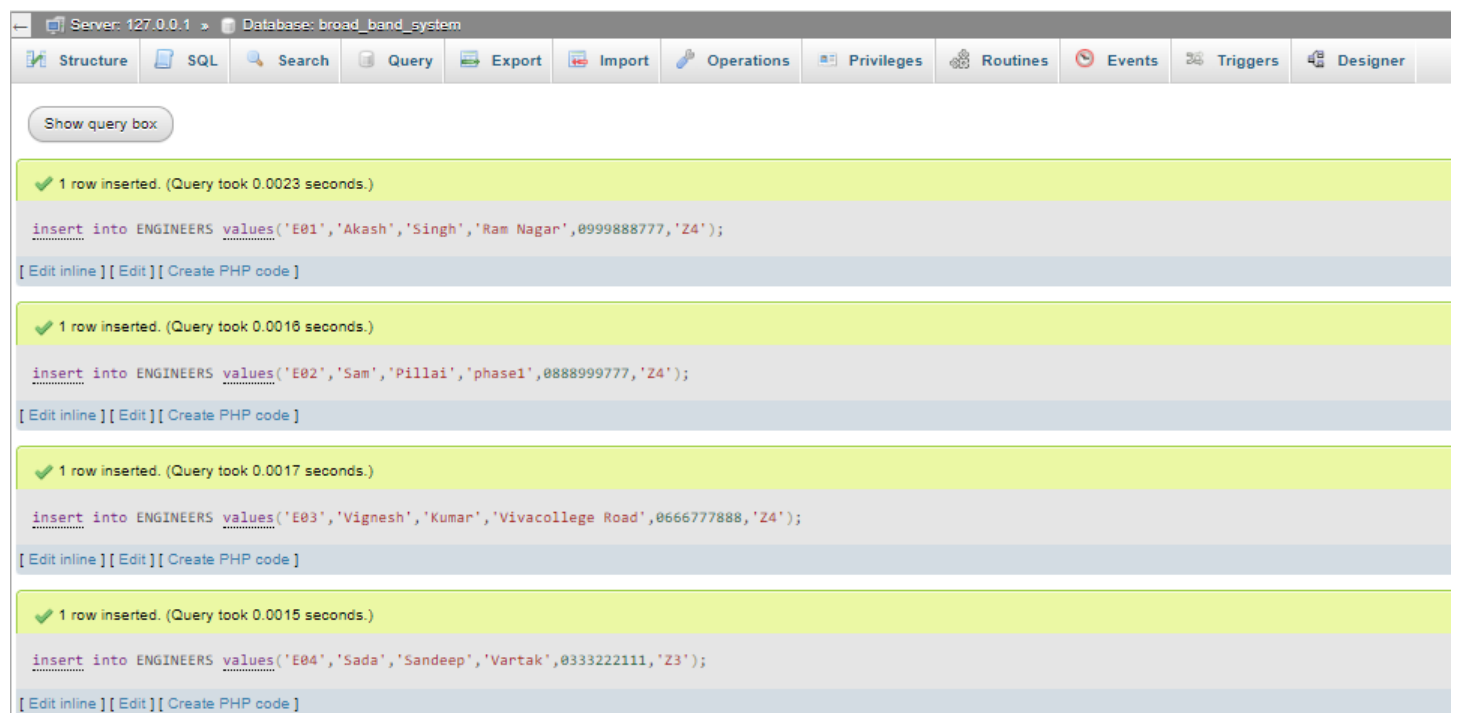 Server: 127.0.0.1 » Database: broad_band_system
Structure SQL Search Query Export Import Operations Privileges Routines Events Triggers Designer
Show query box
1 row inserted. (Query took 0.0023 seconds.)
insert into ENGINEERS values('E01','Akash','Singh','Ram Nagar',0999888777,'Z4');
[ Edit inline ] [ Edit ] [ Create PHP code ]
1 row inserted. (Query took 0.0016 seconds.)
insert into ENGINEERS values('E02','Sam','Pillai','phase1',0888999777,'Z4');
[ Edit inline ] [ Edit ] [ Create PHP code ]
1 row inserted. (Query took 0.0017 seconds.)
insert into ENGINEERS values('E03','Vignesh','Kumar','Vivacollege Road',0666777888,'Z4');
[ Edit inline ] [ Edit ] [ Create PHP code ]
1 row inserted. (Query took 0.0015 seconds.)
insert into ENGINEERS values('E04','Sada','Sandeep','Vartak',0333222111,'Z3');
[ Edit inline ] [ Edit ] [ Create PHP code ]